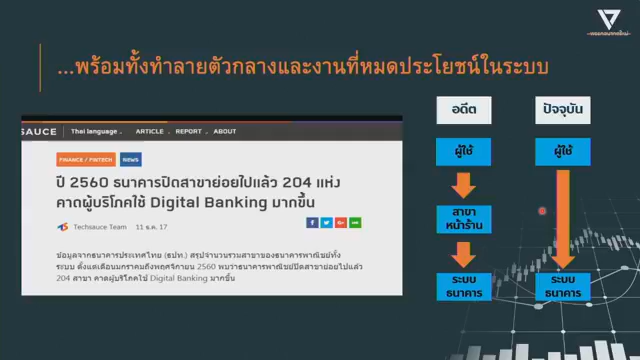 ...พร้อมทั้งทำลายตัวกลางและงานที่หมดประโยชน์ในระบบ
SAUCE Thai language ARTICLE REPORT ABOUT
FINANCE / FINTECH NEWS
ปี 2560 ธนาคารปิดสาขาย่อยไปแล้ว 204 แห่ง
คาดผู้บริโภคใช้ Digital Banking มากขึ้น
Techsauce Team 11 ธ.ค. 17
ข้อมูลจากธนาคารประเทศไทย (ธปท.) สรุปจำนวนรวมสาขาของธนาคารพาณิชย์ทั้ง
ระบบ ตั้งแต่เดือนมกราคมถึงพฤศจิกายน 2560 พบว่าธนาคารพาณิชย์ปิดสาขาย่อยไปแล้ว
204 สาขา คาดผู้บริโภคใช้ Digital Banking มากขึ้น
อดีต
ผู้ใช้
สาขา
หน้าร้าน
ระบบ
ธนาคาร
ปัจจุบัน
ผู้ใช้
ระบบ
ธนาคาร